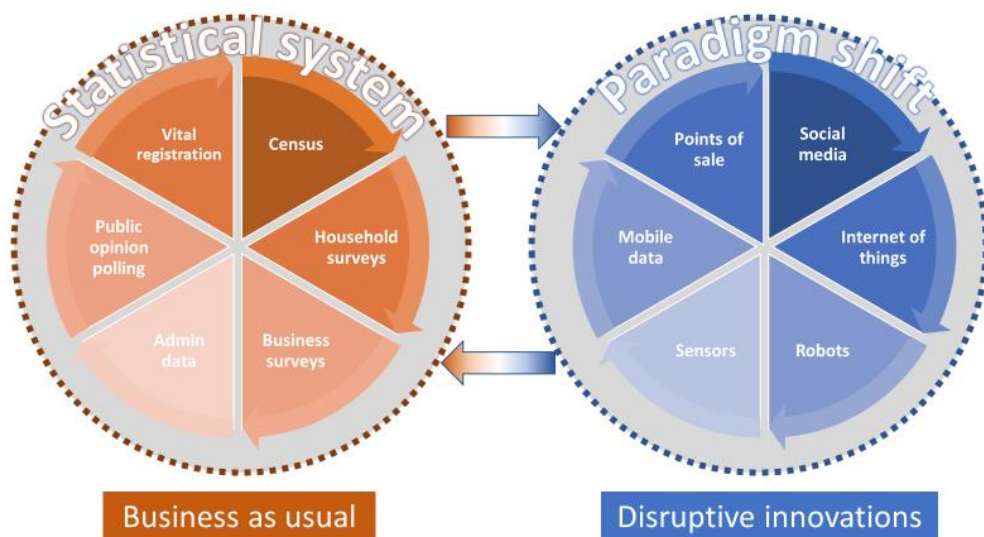 Statistical system
Vital
registration
Census
Public
opinion
polling
Household
surveys
Admin
data
Business
surveys
Business as usual
Paradigm shift
Points of
sale
Social
media
Mobile
data
Internet of
things
Sensors
Robots
Disruptive innovations